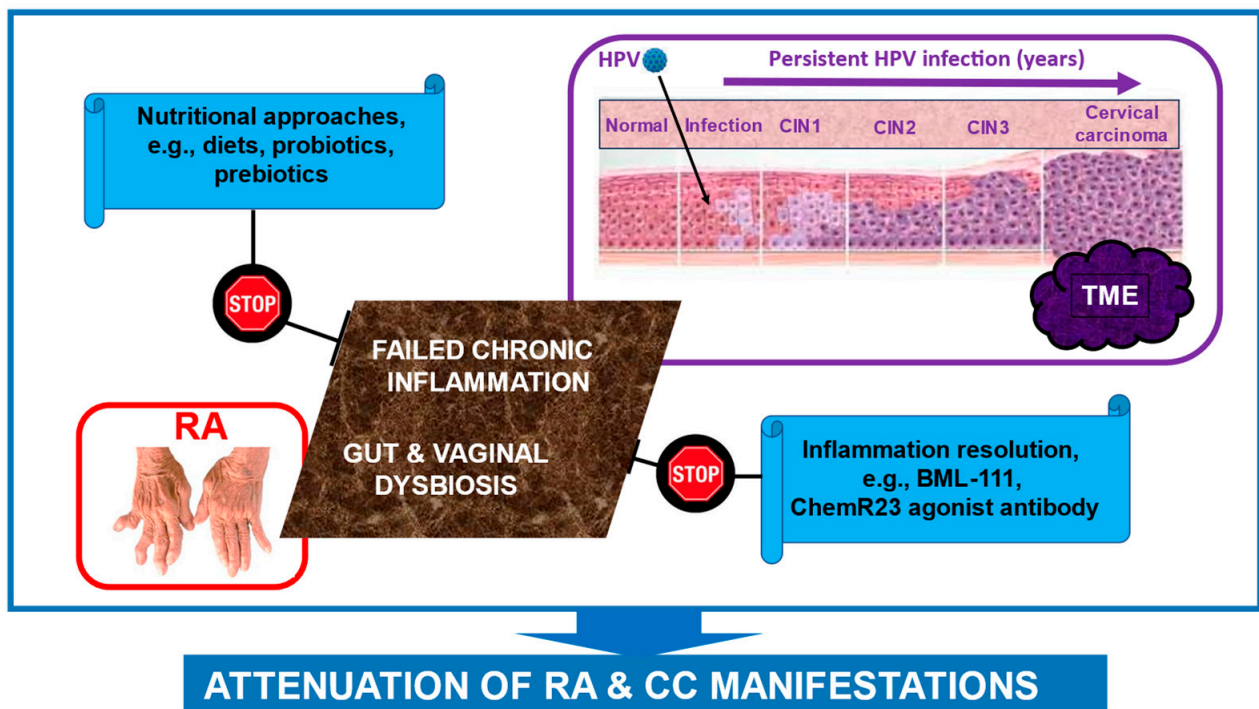 HPV
Persistent HPV infection (years)
Normal
Infection
CIN1
CIN2
CIN3
Cervical
carcinoma
TME
Nutritional approaches,
e.g., diets, probiotics,
prebiotics
STOP
FAILED CHRONIC
INFLAMMATION
GUT & VAGINAL
DYSBIOSIS
RA
STOP
Inflammation resolution,
e.g., BML-111,
ChemR23 agonist antibody
ATTENUATION OF RA & CC MANIFESTATIONS